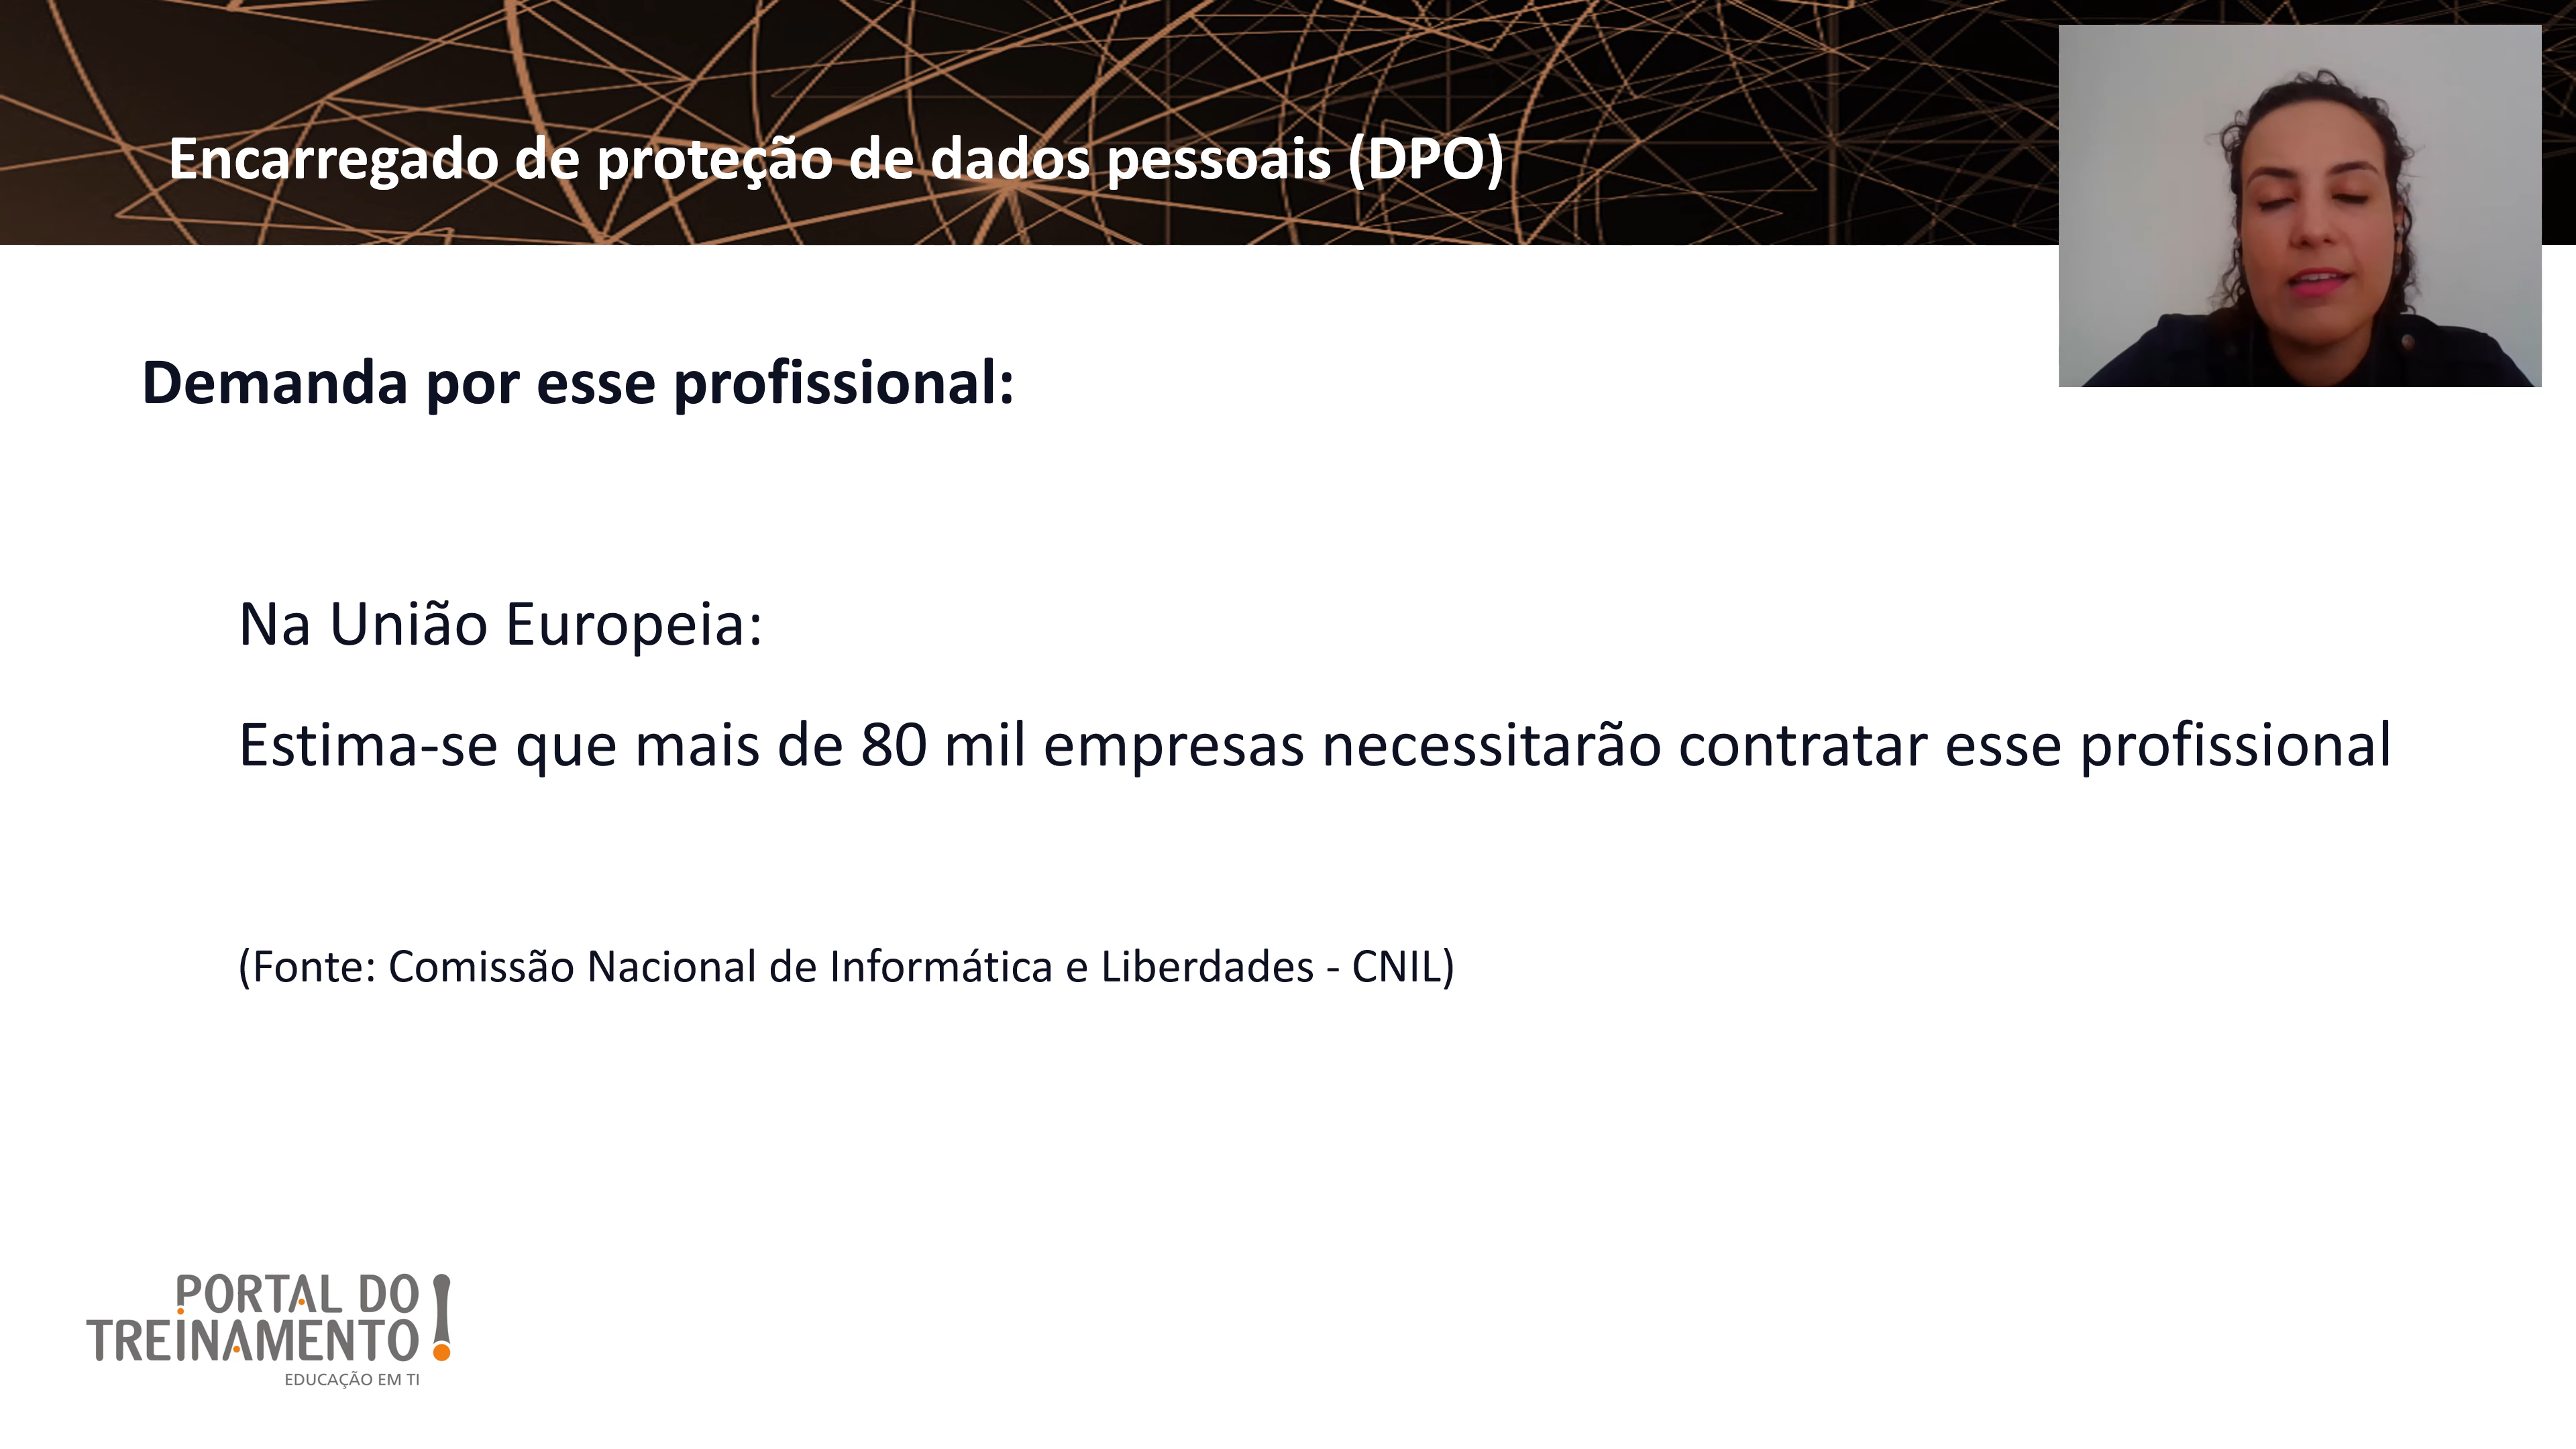 Encarregado de proteção de dados pessoais (DPO)
Demanda por esse profissional:
Na União Europeia:
Estima-se que mais de 80 mil empresas necessitarão contratar esse profissional
(Fonte: Comissão Nacional de Informática e Liberdades - CNIL)
PORTAL DO
TREINAMENTO!
EDUCAÇÃO EM TI